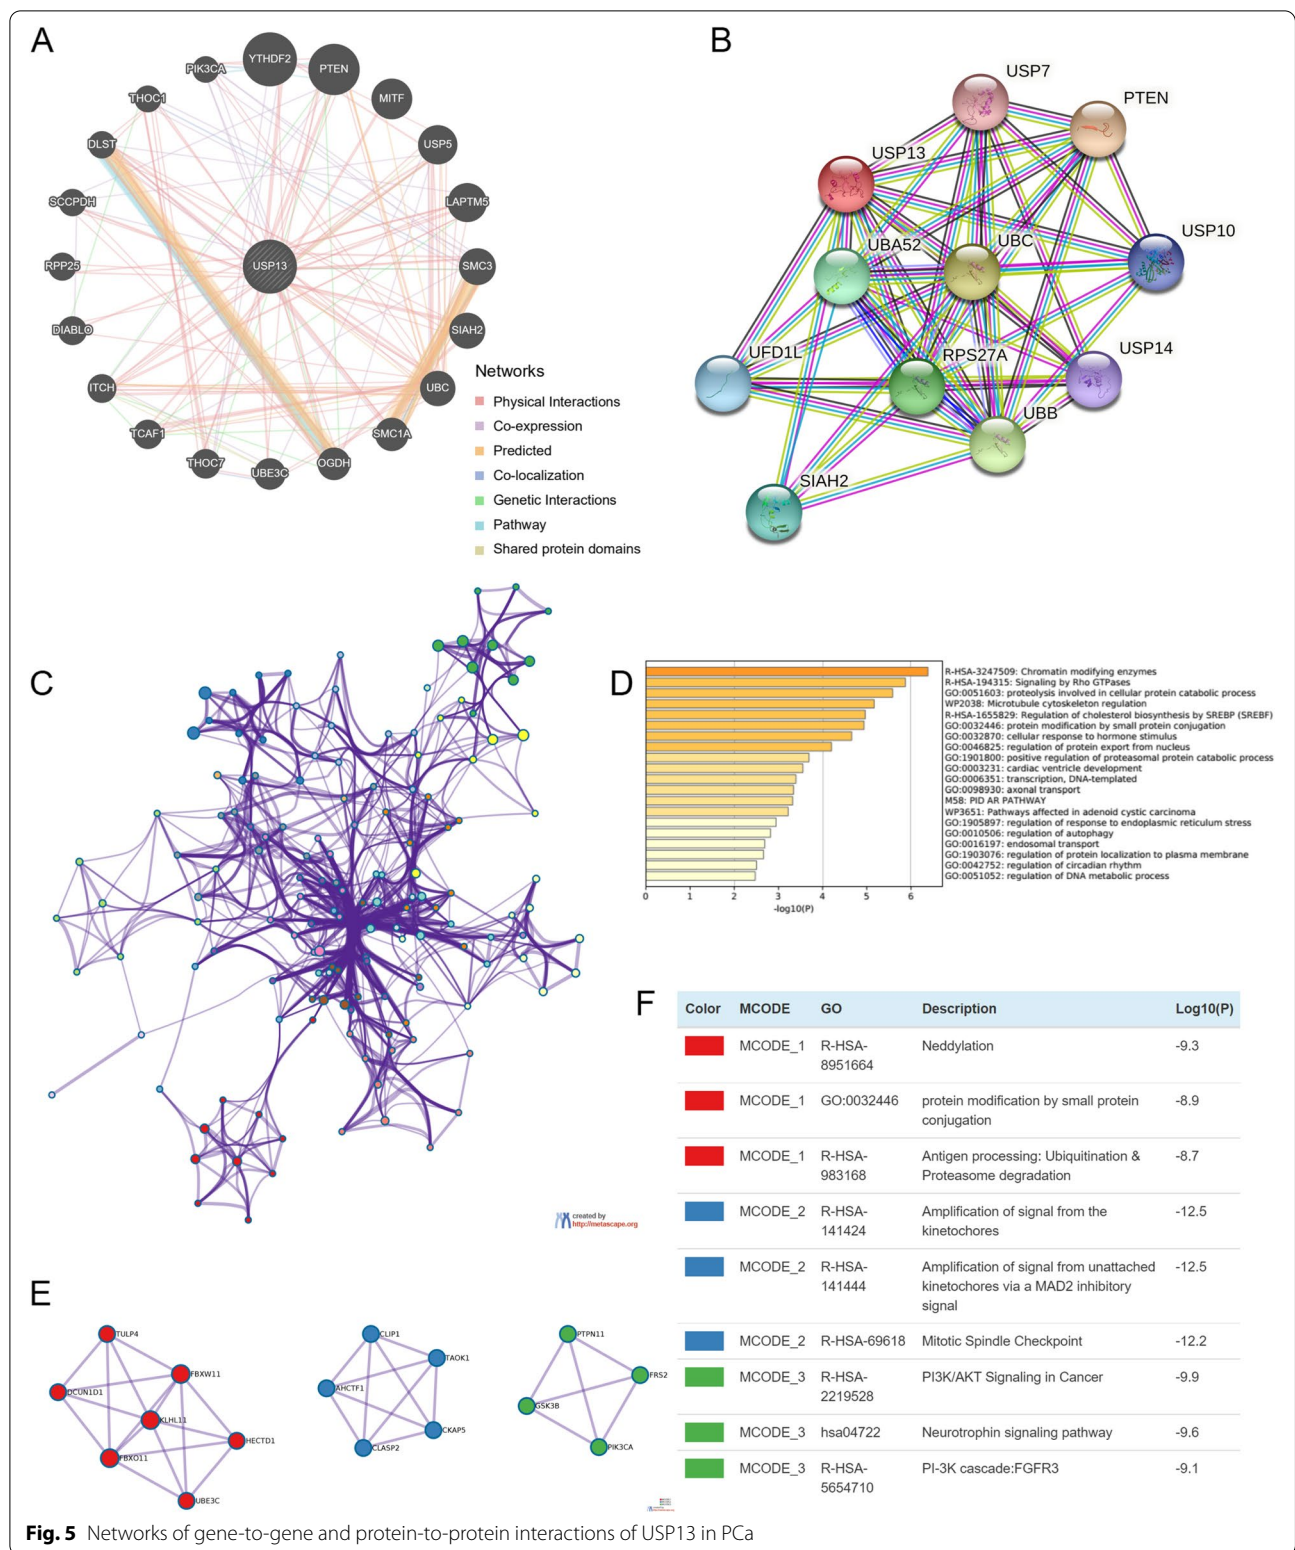 A
YTHDF2
PTEN
PIK3CA
MITF
THOC1
USP5
DLST
LAPTM5
SCCPDH
USP13
SMC3
RPP25
SIAH2
DIABLO
UBC
ITCH
SMC1A
TCAF1
OGDH
THOC7
UBE3C
Networks
Physical Interactions
Co-expression
Predicted
Co-localization
Genetic Interactions
Pathway
Shared protein domains
B
USP7
PTEN
USP13
USP10
UBA52
UBC
UFD1L
RPS27A
USP14
UBB
SIAH2
C
created by
http://metascape.org
D
R-HSA-3247509: Chromatin modifying enzymes
R-HSA-194315: Signaling by Rho GTPases
GO:0051603: proteolysis involved in cellular protein catabolic process
WP2038: Microtubule cytoskeleton regulation
R-HSA-1655829: Regulation of cholesterol biosynthesis by SREBP (SREBF)
GO:0032446: protein modification by small protein conjugation
GO:0032870: cellular response to hormone stimulus
GO:0046825: regulation of protein export from nucleus
GO:1901800: positive regulation of proteasomal protein catabolic process
GO:0003231: cardiac ventricle development
GO:0006351: transcription, DNA-templated
GO:0098930: axonal transport
M58: PID AR PATHWAY
WP3651: Pathways affected in adenoid cystic carcinoma
GO:1905897: regulation of response to endoplasmic reticulum stress
GO:0010506: regulation of autophagy
GO:0016197: endosomal transport
GO:1903076: regulation of protein localization to plasma membrane
GO:0042752: regulation of circadian rhythm
GO:0051052: regulation of DNA metabolic process
0 1 2 3 4 5 6
-log10(P)
E
TULP4
FBXW11
DCUN1D1
KLHL11
HECTD1
FBXO11
UBE3C
CLIP1
TAOK1
AHCTF1
CKAP5
CLASP2
PTPN11
FRS2
GSK3B
PIK3CA
F
Color MCODE GO Description Log10(P)
MCODE_1 R-HSA- Neddylation -9.3
8951664
MCODE_1 GO:0032446 protein modification by small protein -8.9
conjugation
MCODE_1 R-HSA- Antigen processing: Ubiquitination & -8.7
983168 Proteasome degradation
MCODE_2 R-HSA- Amplification of signal from the -12.5
141424 kinetochores
MCODE_2 R-HSA- Amplification of signal from unattached -12.5
141444 kinetochores via a MAD2 inhibitory
signal
MCODE_2 R-HSA-69618 Mitotic Spindle Checkpoint -12.2
MCODE_3 R-HSA- PI3K/AKT Signaling in Cancer -9.9
2219528
MCODE_3 hsa04722 Neurotrophin signaling pathway -9.6
MCODE_3 R-HSA- PI-3K cascade:FGFR3 -9.1
5654710
Fig. 5 Networks of gene-to-gene and protein-to-protein interactions of USP13 in PCa